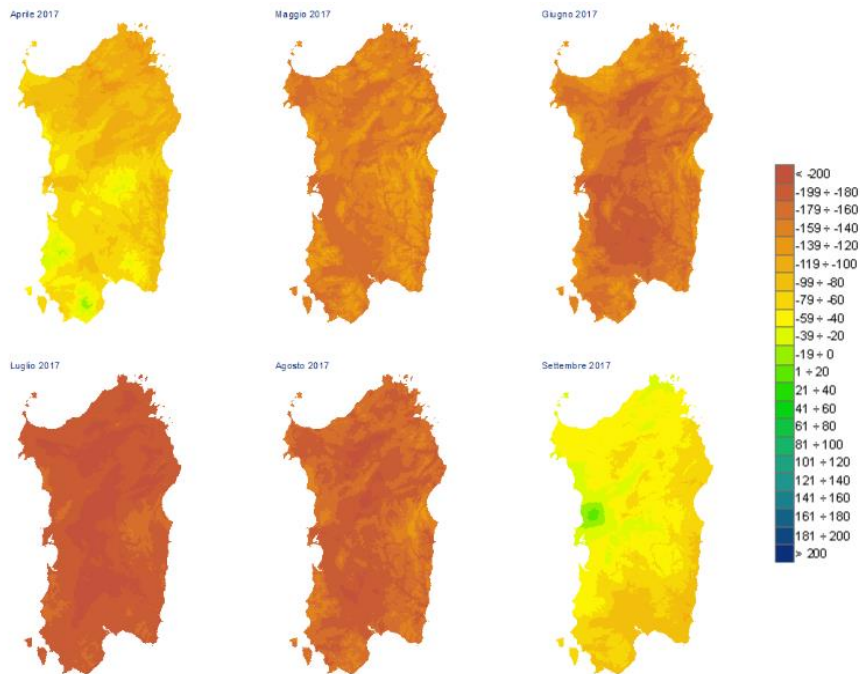 Aprile 2017
Maggio 2017
Giugno 2017
< -200
-199 ÷ -180
-179 ÷ -160
-159 ÷ -140
-139 ÷ -120
-119 ÷ -100
-99 ÷ -80
-79 ÷ -60
-59 ÷ -40
-39 ÷ -20
-19 ÷ 0
1 ÷ 20
21 ÷ 40
41 ÷ 60
61 ÷ 80
81 ÷ 100
101 ÷ 120
121 ÷ 140
141 ÷ 160
161 ÷ 180
181 ÷ 200
> 200
Luglio 2017
Agosto 2017
Settembre 2017